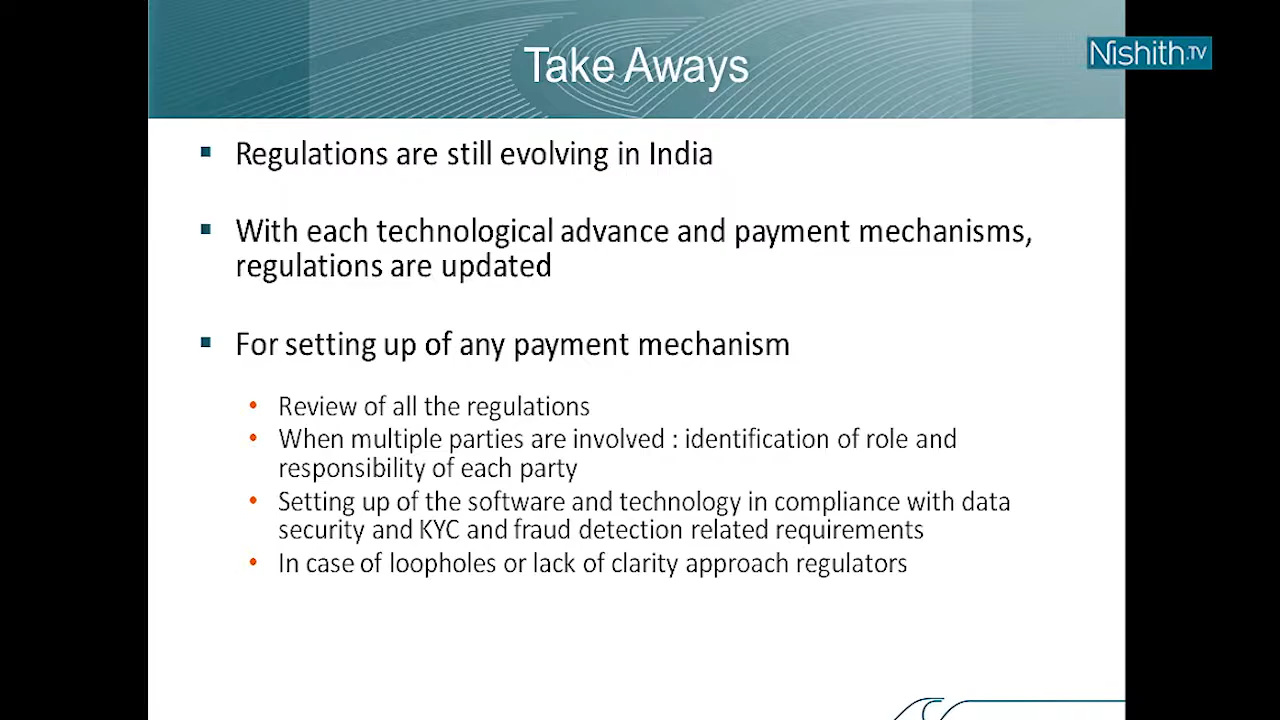 Take Aways
Nishith.TV
▪ Regulations are still evolving in India
▪ With each technological advance and payment mechanisms,
regulations are updated
▪ For setting up of any payment mechanism
• Review of all the regulations
• When multiple parties are involved : identification of role and
responsibility of each party
• Setting up of the software and technology in compliance with data
security and KYC and fraud detection related requirements
• In case of loopholes or lack of clarity approach regulators